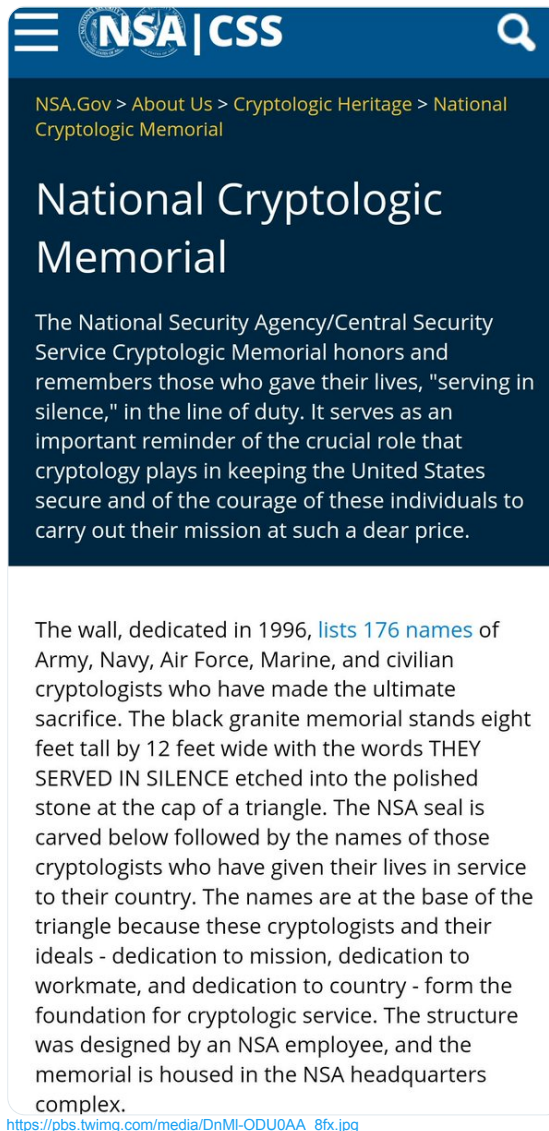 NSA|CSS
NSA.Gov > About Us > Cryptologic Heritage > National
Cryptologic Memorial
National Cryptologic
Memorial
The National Security Agency/Central Security
Service Cryptologic Memorial honors and
remembers those who gave their lives, "serving in
silence," in the line of duty. It serves as an
important reminder of the crucial role that
cryptology plays in keeping the United States
secure and of the courage of these individuals to
carry out their mission at such a dear price.
The wall, dedicated in 1996, lists 176 names of
Army, Navy, Air Force, Marine, and civilian
cryptologists who have made the ultimate
sacrifice. The black granite memorial stands eight
feet tall by 12 feet wide with the words THEY
SERVED IN SILENCE etched into the polished
stone at the cap of a triangle. The NSA seal is
carved below followed by the names of those
cryptologists who have given their lives in service
to their country. The names are at the base of the
triangle because these cryptologists and their
ideals - dedication to mission, dedication to
workmate, and dedication to country - form the
foundation for cryptologic service. The structure
was designed by an NSA employee, and the
memorial is housed in the NSA headquarters
complex.
https://pbs.twimg.com/media/DnMI-ODU0AA_8fx.jpg